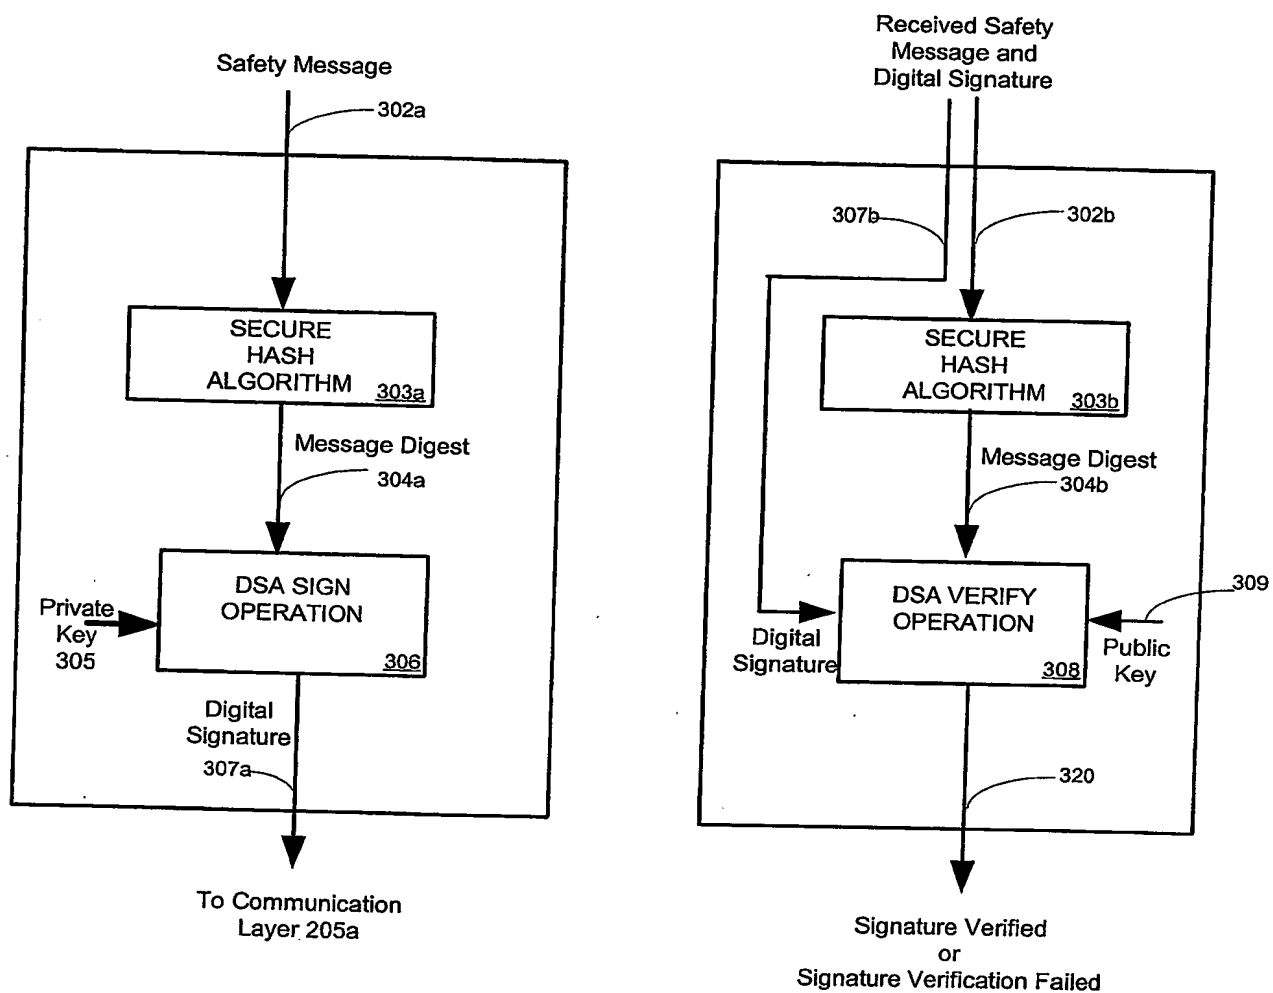 Safety Message
302a
SECURE
HASH
ALGORITHM
303a
Message Digest
304a
DSA SIGN
OPERATION
306
Private
Key
305
Digital
Signature
307a
To Communication
Layer 205a
Received Safety
Message and
Digital Signature
307b
302b
SECURE
HASH
ALGORITHM
303b
Message Digest
304b
DSA VERIFY
OPERATION
308
309
Public
Key
Digital
Signature
320
Signature Verified
or
Signature Verification Failed